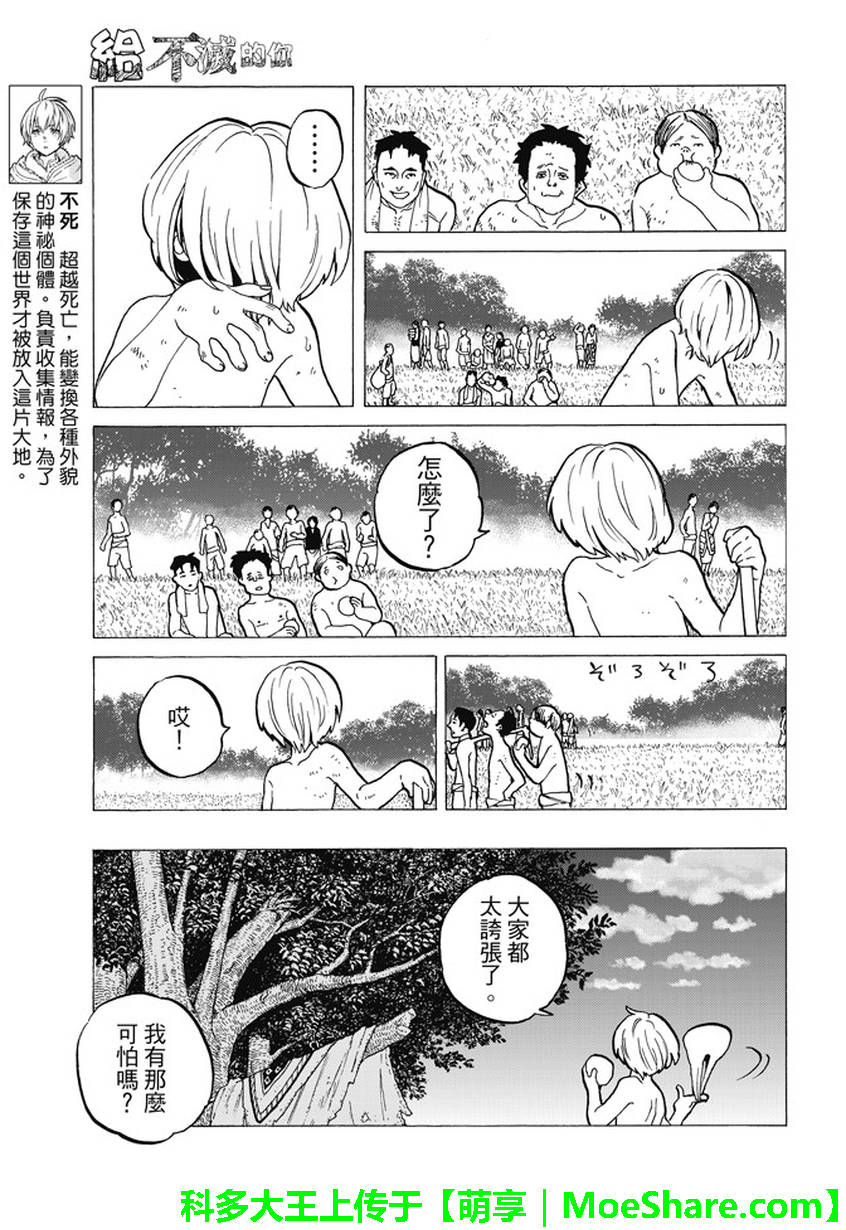 給不滅的你
不死　超越死亡，能變換各種外貌
的神祕個體。負責收集情報，為了
保存這個世界才被放入這片大地。
……
怎麼了？
ぞろぞろ
哎！
大家都
太誇張了。
我有那麼
可怕嗎？
科多大王上传于【萌享｜MoeShare.com】